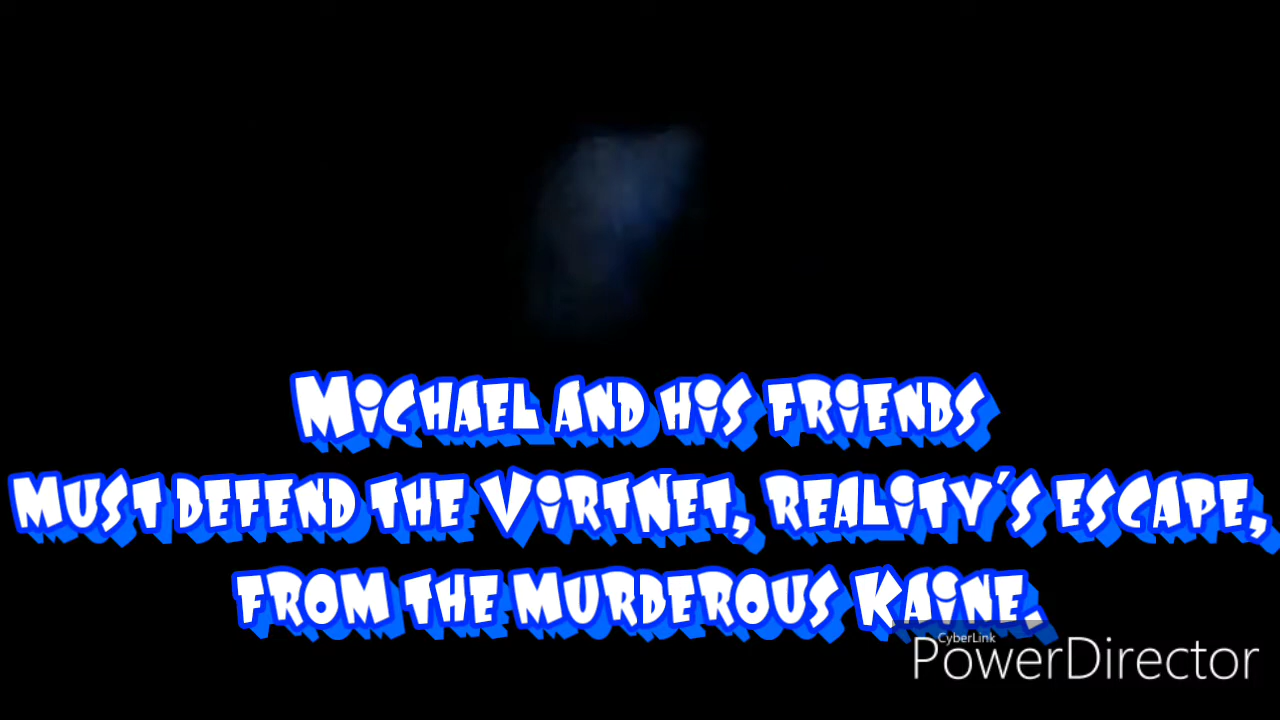 Michael and his friends
must defend the VirtNet, reality's escape,
from the murderous Kaine.
CyberLink
PowerDirector